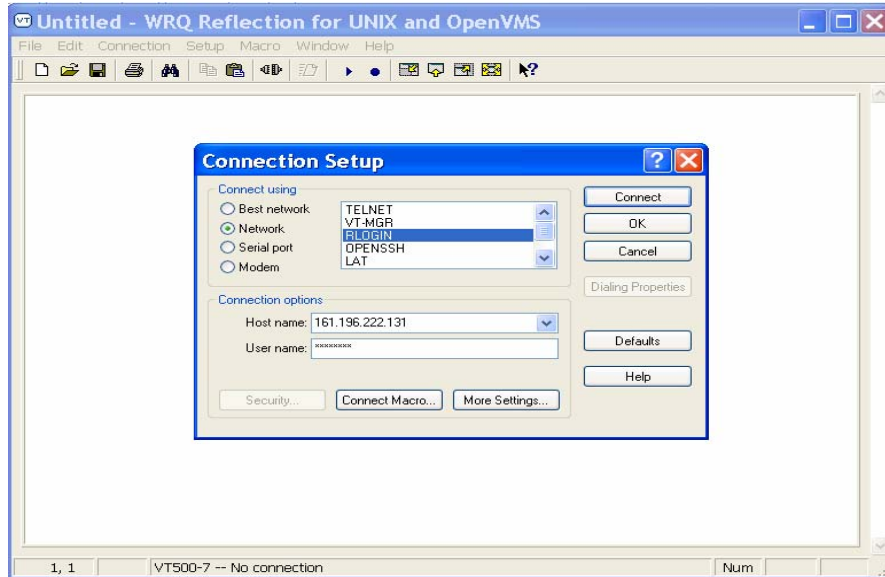 VT Untitled - WRQ Reflection for UNIX and OpenVMS
File Edit Connection Setup Macro Window Help
Connection Setup
Connect using
Best network
Network
Serial port
Modem
TELNET
VT-MGR
RLOGIN
OPENSSH
LAT
Connect
OK
Cancel
Dialing Properties
Connection options
Host name: 161.196.222.131
User name: ********
Defaults
Help
Security...
Connect Macro...
More Settings...
1, 1
VT500-7 -- No connection
Num